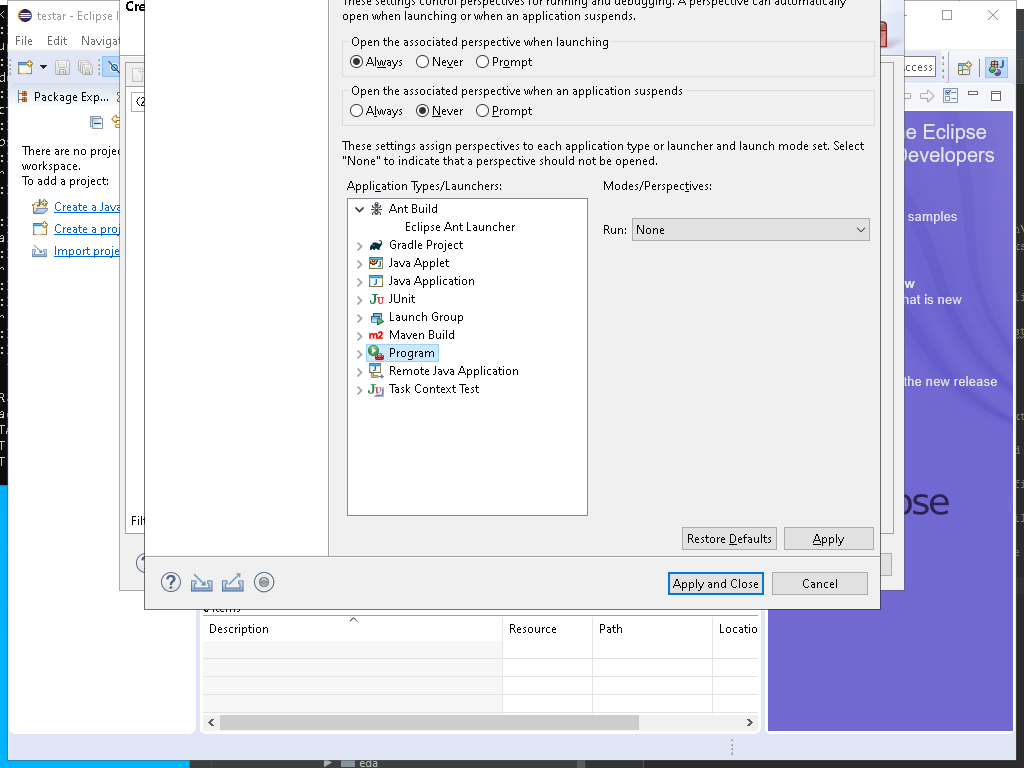 testar - Eclipse I
Cre
These settings control perspectives for running and debugging. A perspective can automatically
open when launching or when an application suspends.
File Edit Navigat
Open the associated perspective when launching
Always Never Prompt
ccess
Package Exp...
Open the associated perspective when an application suspends
Always Never Prompt
There are no proje
workspace.
To add a project:
Create a Java
Create a proj
Import proje
These settings assign perspectives to each application type or launcher and launch mode set. Select
"None" to indicate that a perspective should not be opened.
Application Types/Launchers:
Modes/Perspectives:
Ant Build
Eclipse Ant Launcher
Gradle Project
Java Applet
Java Application
JUnit
Launch Group
Maven Build
Program
Remote Java Application
Task Context Test
Run: None
e Eclipse
Developers
samples
w
hat is new
the new release
pse
Filt
Restore Defaults
Apply
Apply and Close
Cancel
0 items
Description
Resource
Path
Locatio
eda